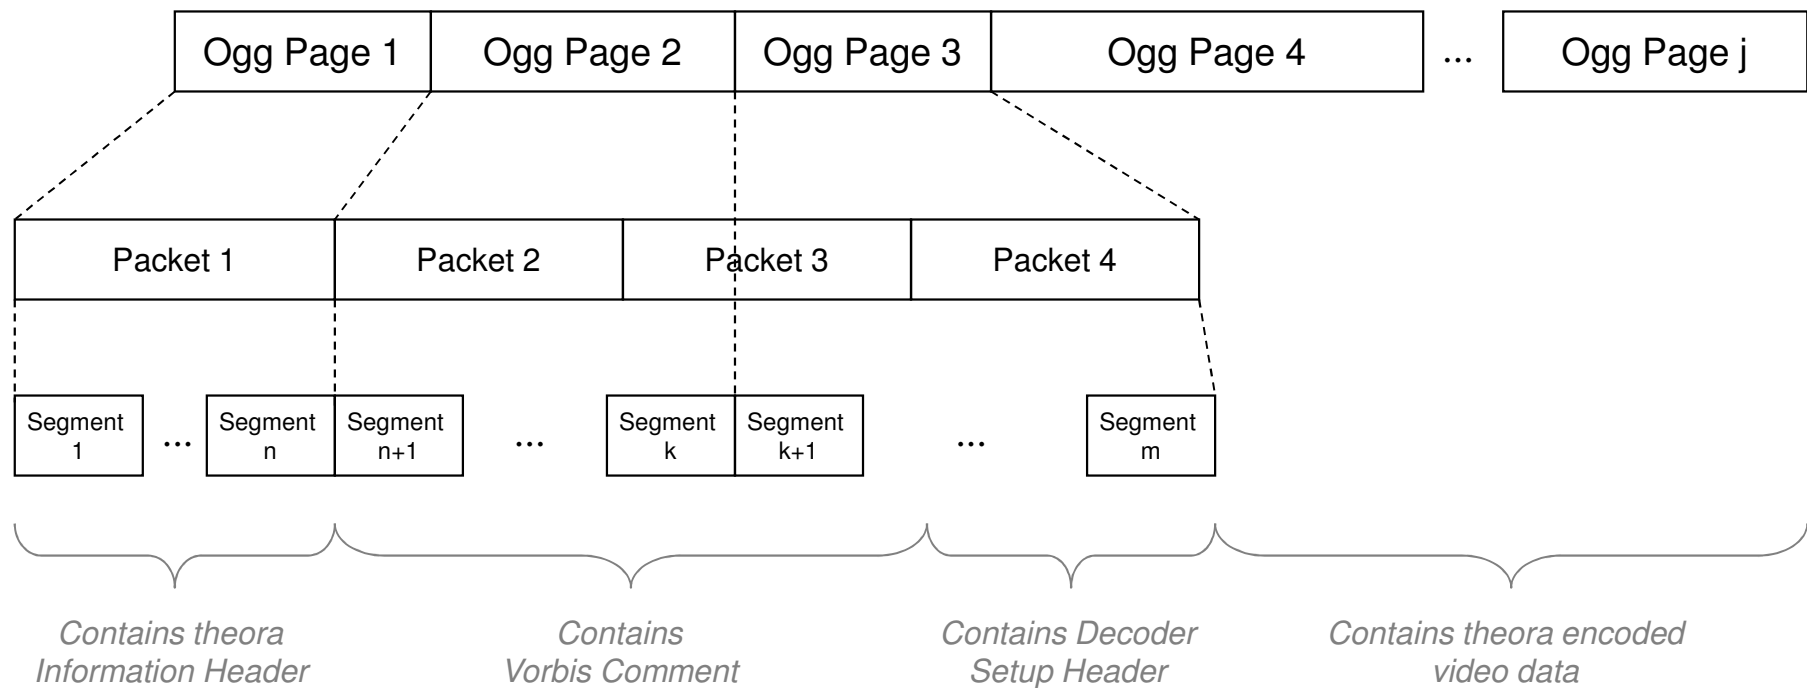 Ogg Page 1
Ogg Page 2
Ogg Page 3
Ogg Page 4
...
Ogg Page j
Packet 1
Packet 2
Packet 3
Packet 4
Segment
1
...
Segment
n
Segment
n+1
...
Segment
k
Segment
k+1
...
Segment
m
Contains theora
Information Header
Contains
Vorbis Comment
Contains Decoder
Setup Header
Contains theora encoded
video data